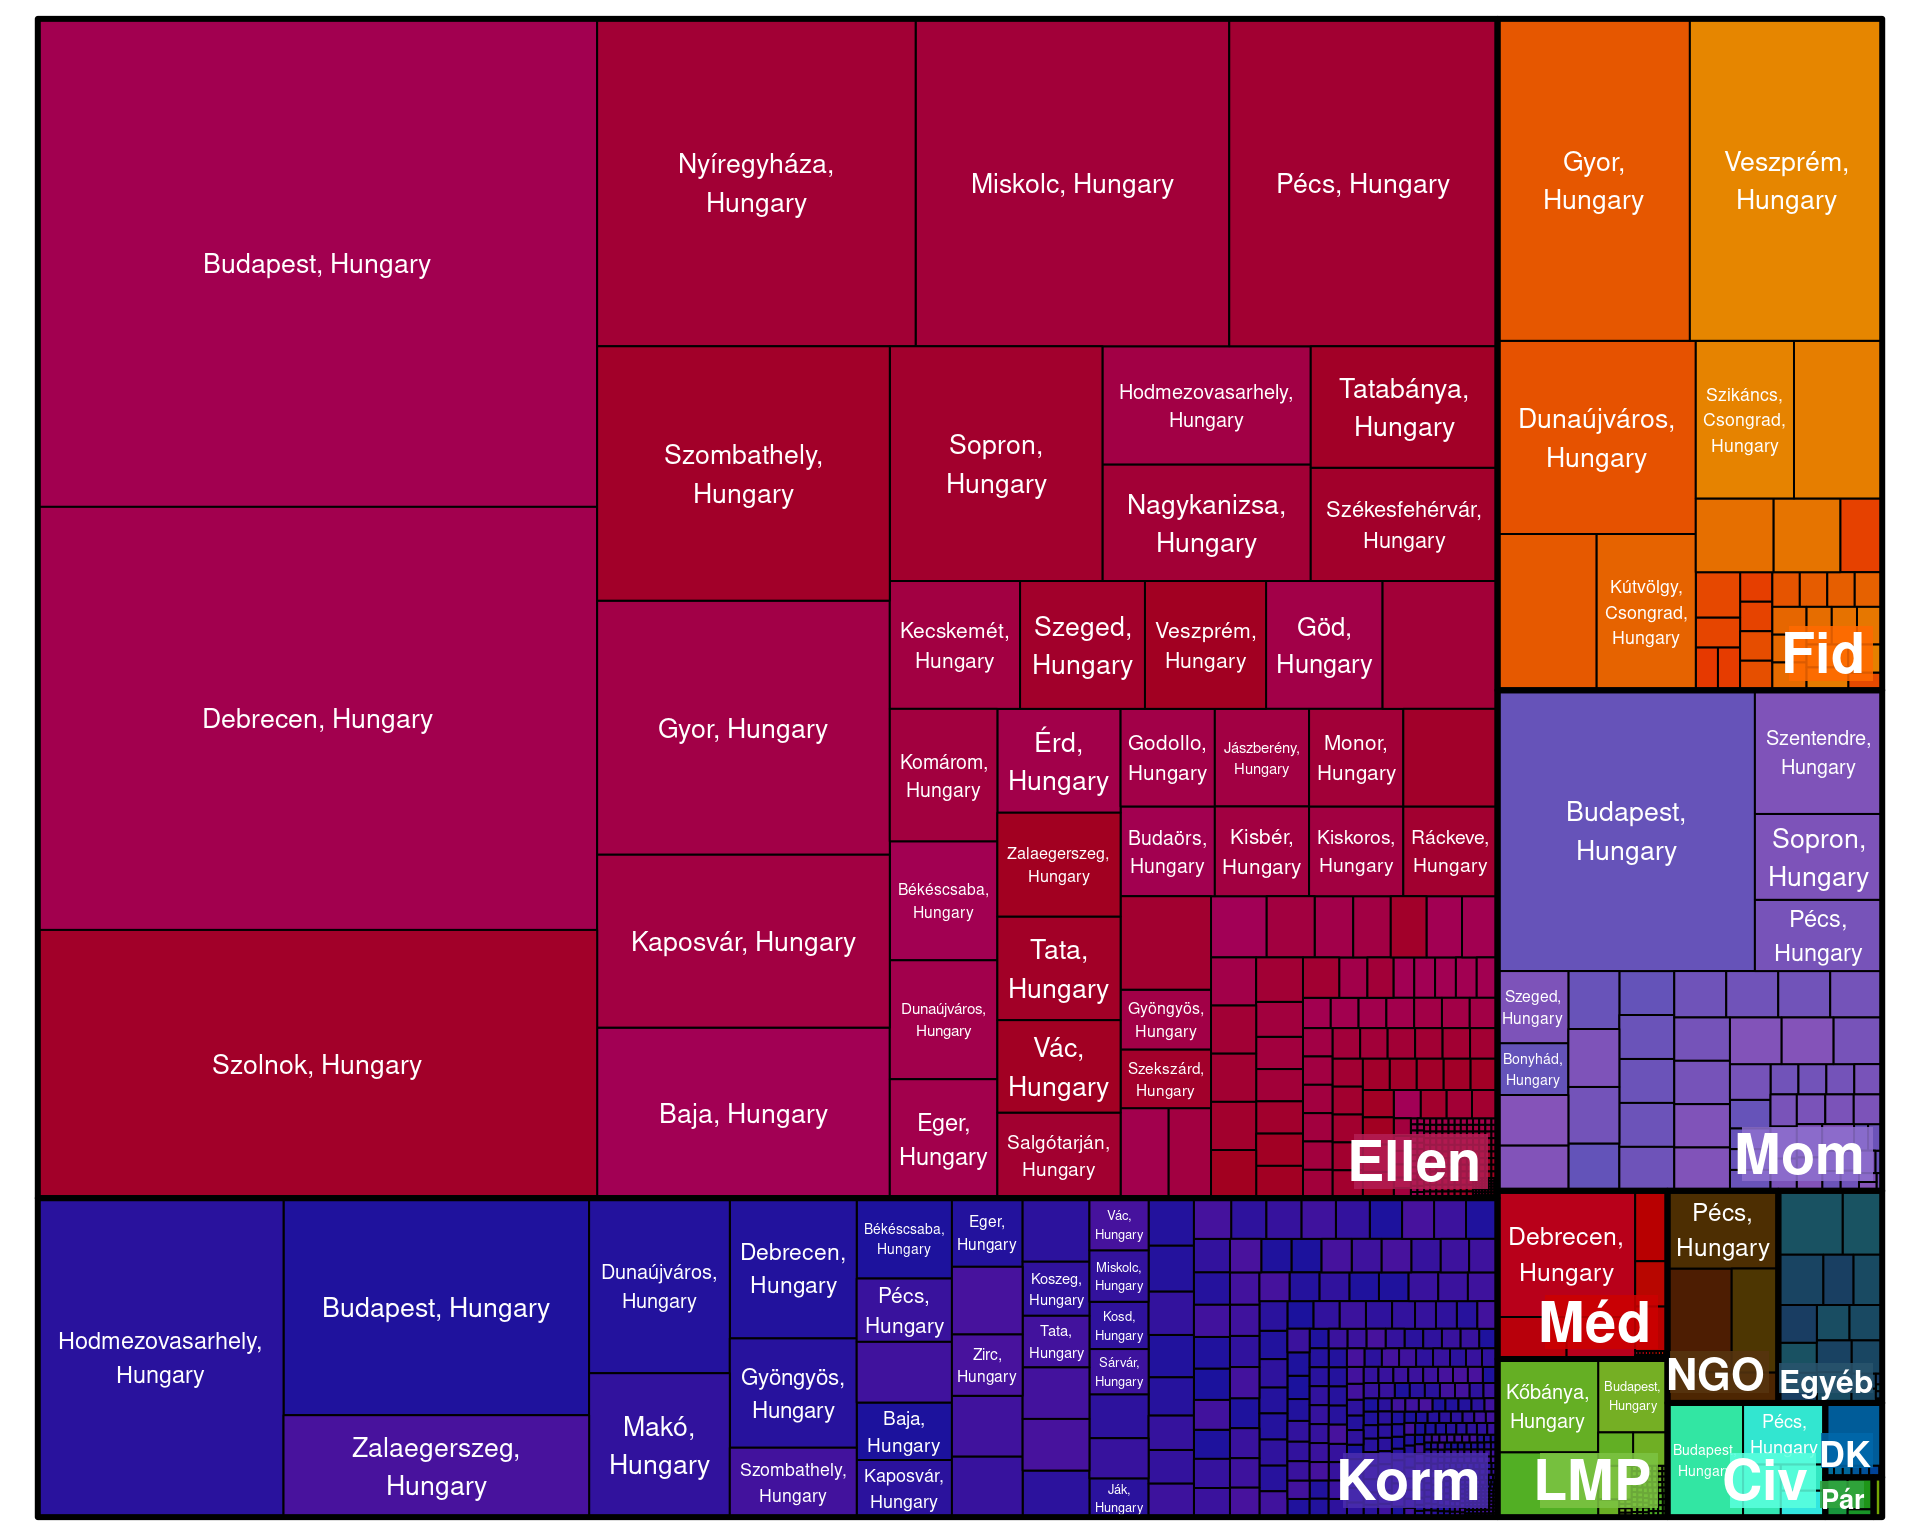 Budapest, Hungary
Debrecen, Hungary
Szolnok, Hungary
Nyíregyháza,
Hungary
Miskolc, Hungary
Pécs, Hungary
Szombathely,
Hungary
Gyor, Hungary
Kaposvár, Hungary
Baja, Hungary
Sopron,
Hungary
Hodmezovasarhely,
Hungary
Tatabánya,
Hungary
Nagykanizsa,
Hungary
Székesfehérvár,
Hungary
Kecskemét,
Hungary
Szeged,
Hungary
Veszprém,
Hungary
Göd,
Hungary
Komárom,
Hungary
Békéscsaba,
Hungary
Dunaújváros,
Hungary
Eger,
Hungary
Érd,
Hungary
Zalaegerszeg,
Hungary
Tata,
Hungary
Vác,
Hungary
Salgótarján,
Hungary
Godollo,
Hungary
Jászberény,
Hungary
Monor,
Hungary
Budaörs,
Hungary
Kisbér,
Hungary
Kiskoros,
Hungary
Ráckeve,
Hungary
Gyöngyös,
Hungary
Szekszárd,
Hungary
Ellen
Gyor,
Hungary
Veszprém,
Hungary
Dunaújváros,
Hungary
Szikáncs,
Csongrad,
Hungary
Kútvölgy,
Csongrad,
Hungary
Fid
Budapest,
Hungary
Szentendre,
Hungary
Sopron,
Hungary
Pécs,
Hungary
Szeged,
Hungary
Bonyhád,
Hungary
Mom
Hodmezovasarhely,
Hungary
Budapest, Hungary
Zalaegerszeg,
Hungary
Dunaújváros,
Hungary
Makó,
Hungary
Debrecen,
Hungary
Gyöngyös,
Hungary
Szombathely,
Hungary
Békéscsaba,
Hungary
Pécs,
Hungary
Baja,
Hungary
Kaposvár,
Hungary
Eger,
Hungary
Zirc,
Hungary
Koszeg,
Hungary
Tata,
Hungary
Vác,
Hungary
Miskolc,
Hungary
Kosd,
Hungary
Sárvár,
Hungary
Ják,
Hungary
Korm
Debrecen,
Hungary
Méd
Pécs,
Hungary
NGO
Egyéb
Kőbánya,
Hungary
Budapest,
Hungary
LMP
Budapest,
Hungary
Pécs,
Hungary
Civ
DK
Pár